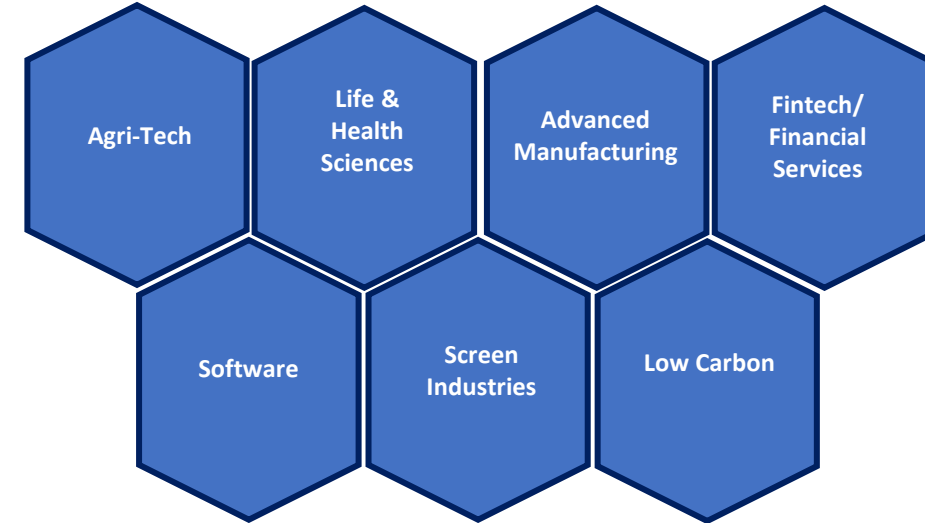 Agri-Tech
Life &
Health
Sciences
Advanced
Manufacturing
Fintech/
Financial
Services
Software
Screen
Industries
Low Carbon